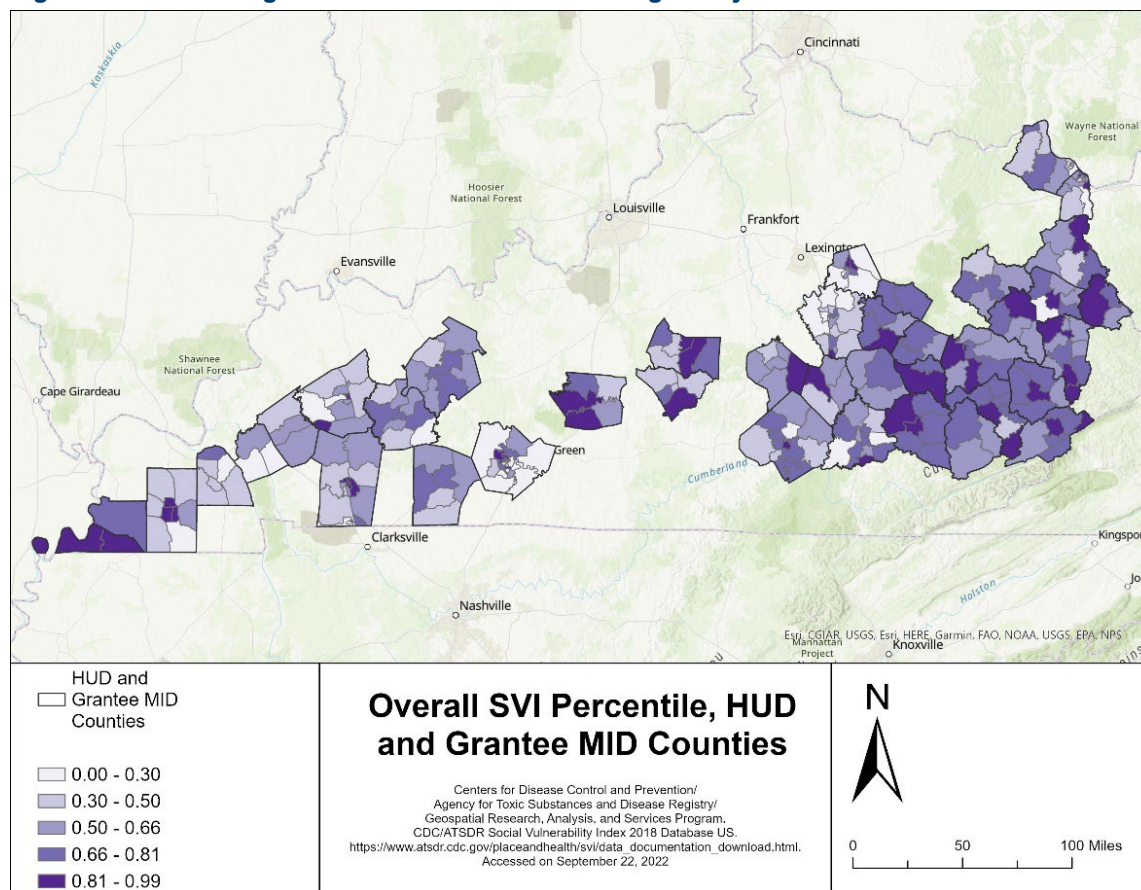 Kaskaskia
Cincinnati
Wayne National
Forest
Hoosier
National Forest
Louisville
Frankfort
Lexington
Evansville
Shawnee
National Forest
Cape Girardeau
Green
Cumberland
Clarksville
Nashville
Holston
Esri, CGIAR, USGS, Esri, HERE, Garmin, FAO, NOAA, USGS, EPA, NPS
Manhattan
Project
Knoxville
HUD and
Grantee MID
Counties
0.00 - 0.30
0.30 - 0.50
0.50 - 0.66
0.66 - 0.81
0.81 - 0.99
Overall SVI Percentile, HUD
and Grantee MID Counties
Centers for Disease Control and Prevention/
Agency for Toxic Substances and Disease Registry/
Geospatial Research, Analysis, and Services Program.
CDC/ATSDR Social Vulnerability Index 2018 Database US.
https://www.atsdr.cdc.gov/placeandhealth/svi/data_documentation_download.html.
Accessed on September 22, 2022
N
0 50 100 Miles